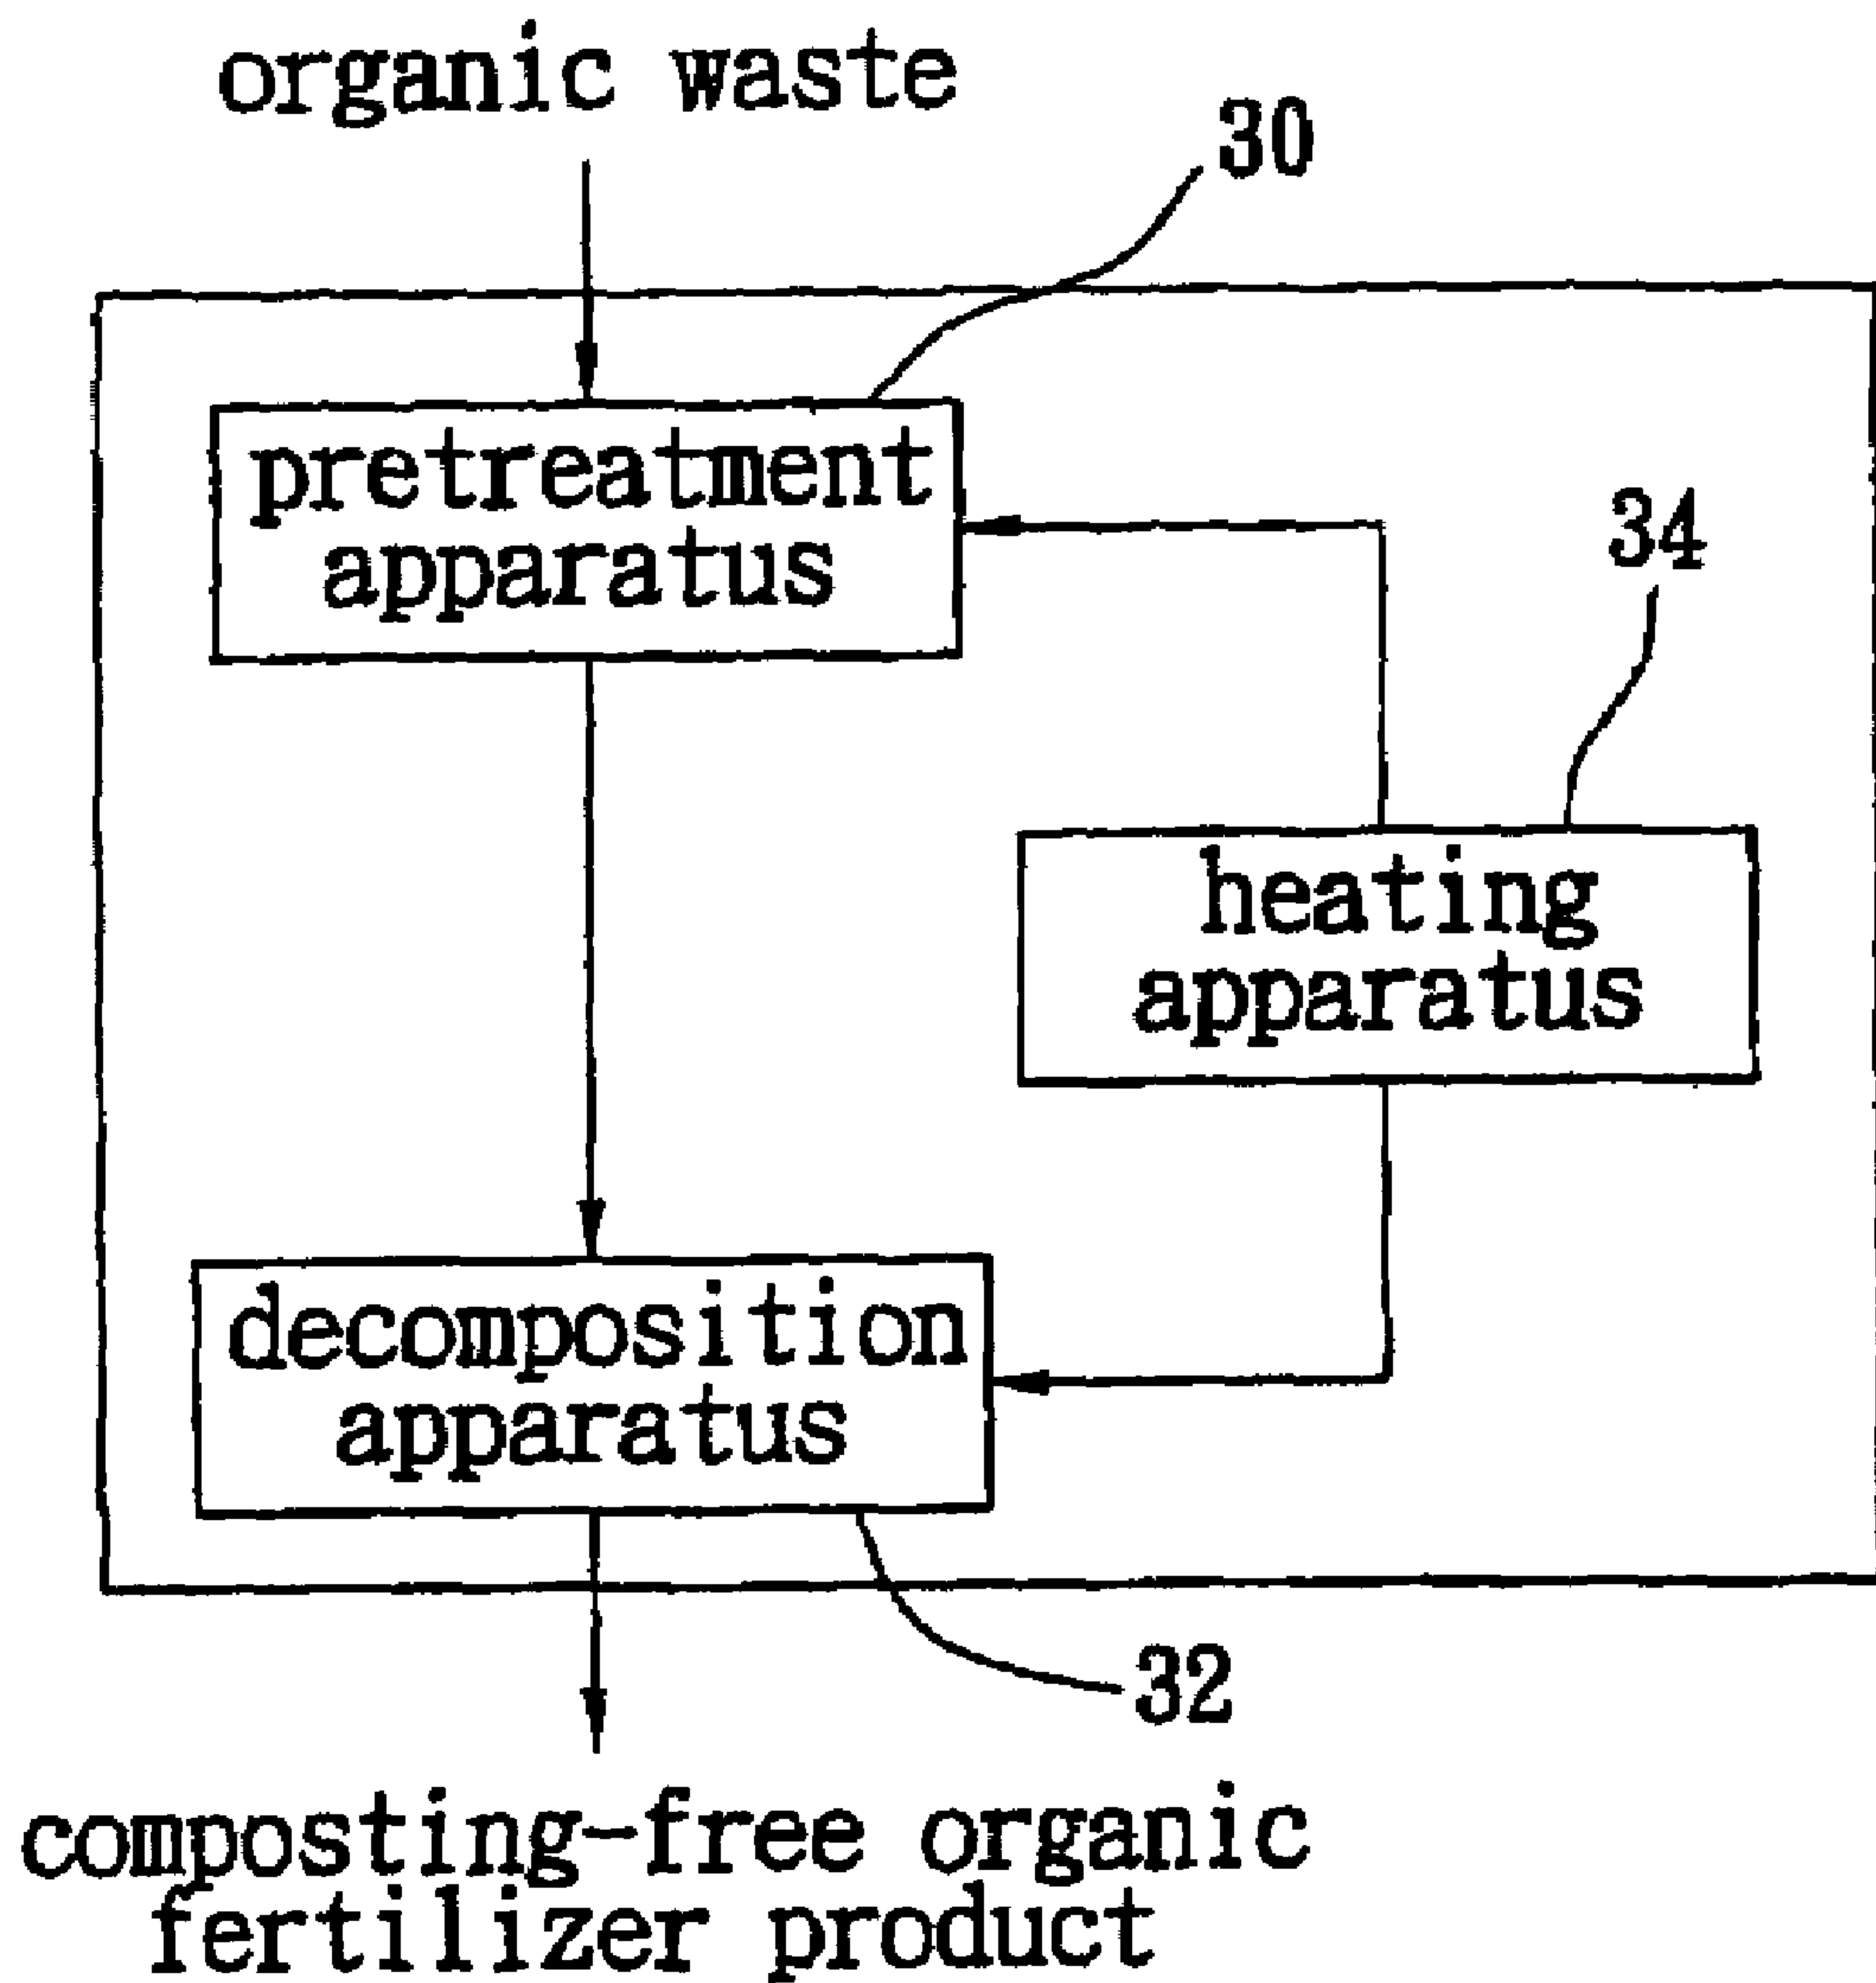 organic waste
30
pretreatment
apparatus
34
heating
apparatus
decomposition
apparatus
32
composting-free organic
fertilizer product